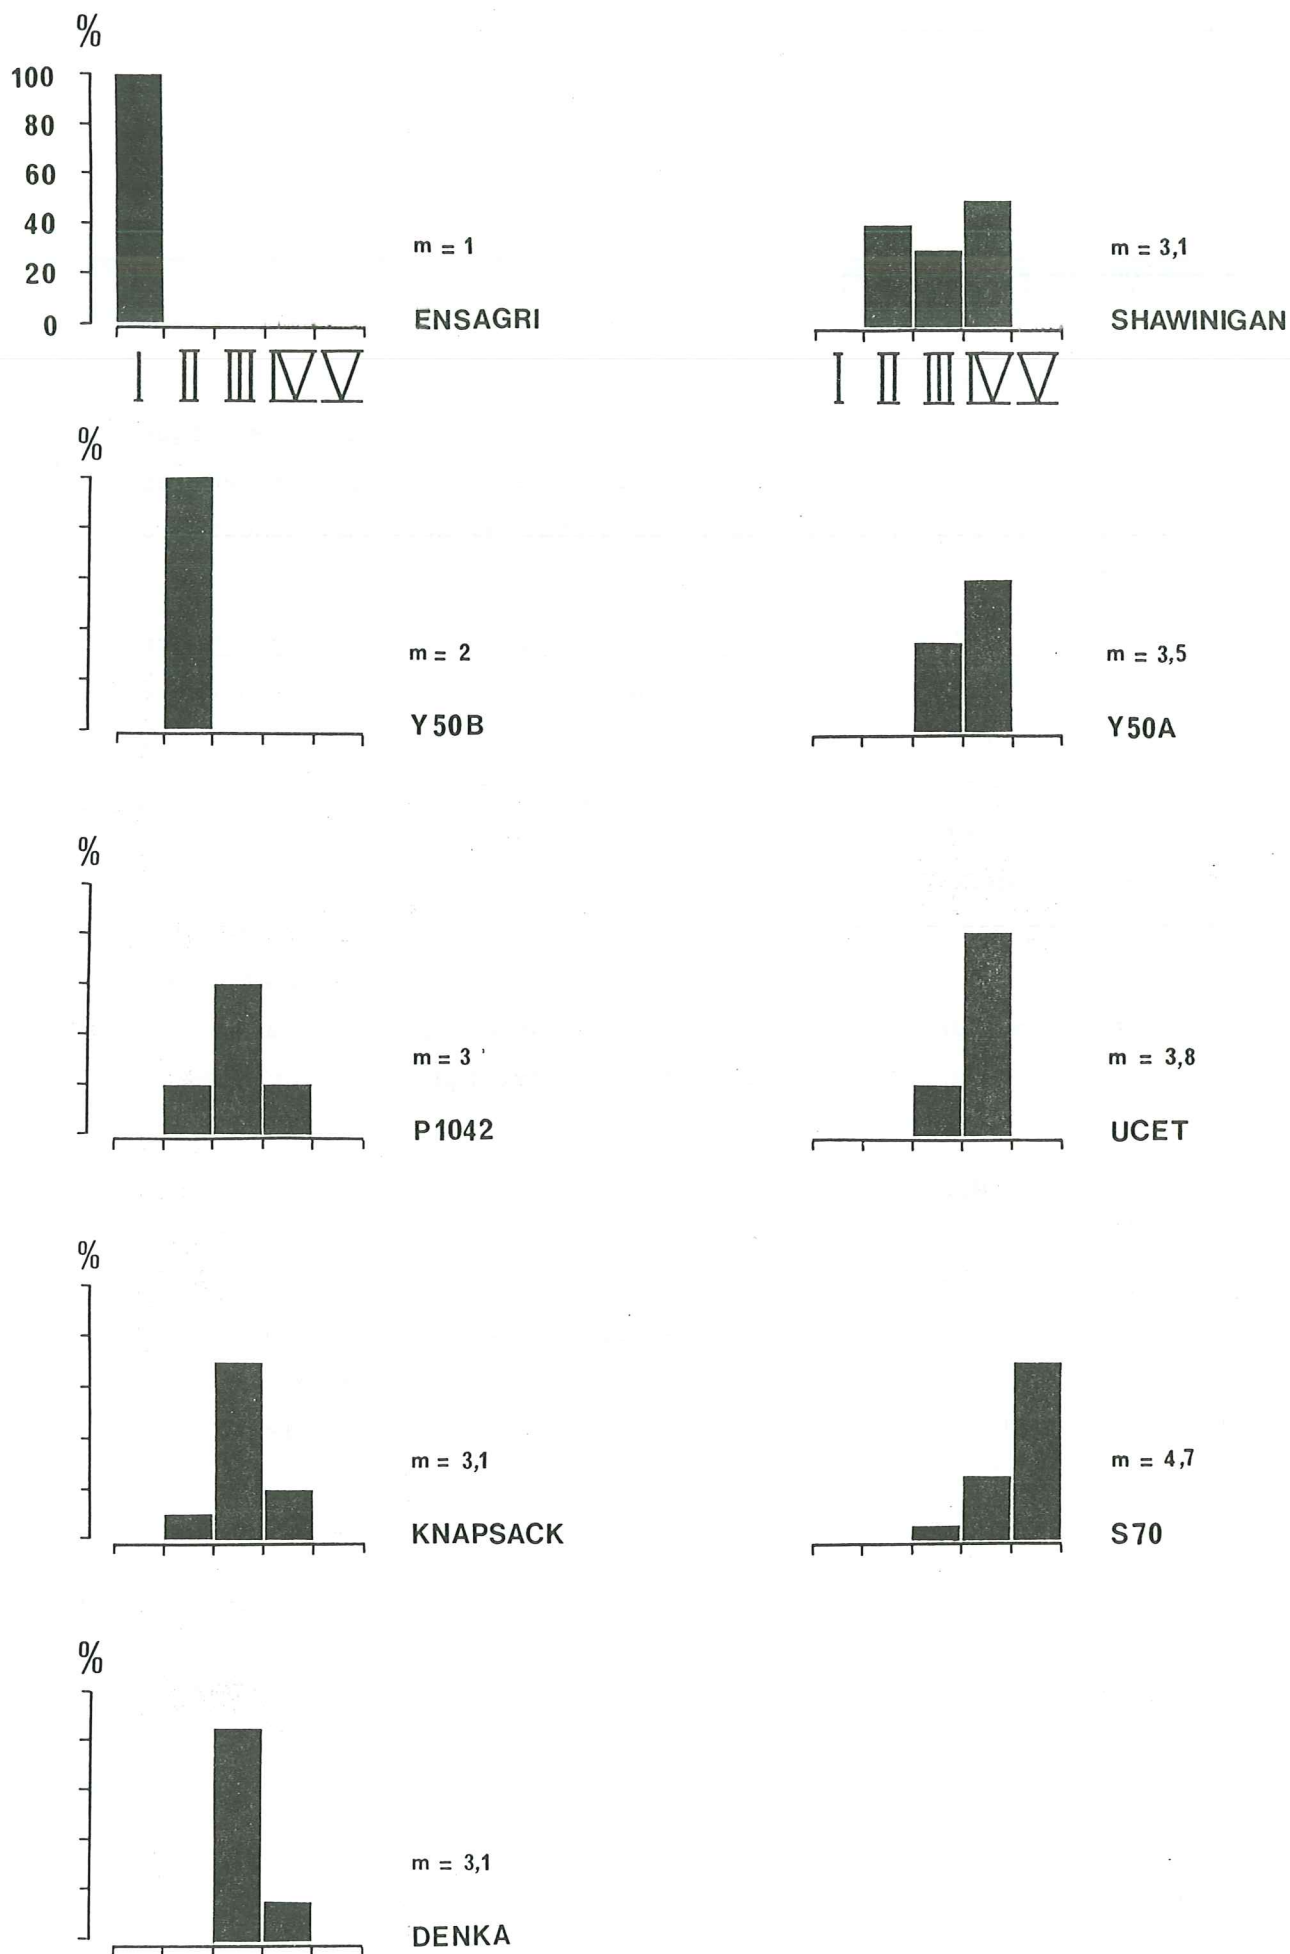 %
100
80
60
40
20
0
m = 1
ENSAGRI
I II III IV V
m = 3,1
SHAWINIGAN
I II III IV V
%
m = 2
Y50B
m = 3,5
Y50A
%
m = 3
P1042
m = 3,8
UCET
%
m = 3,1
KNAPSACK
m = 4,7
S70
%
m = 3,1
DENKA